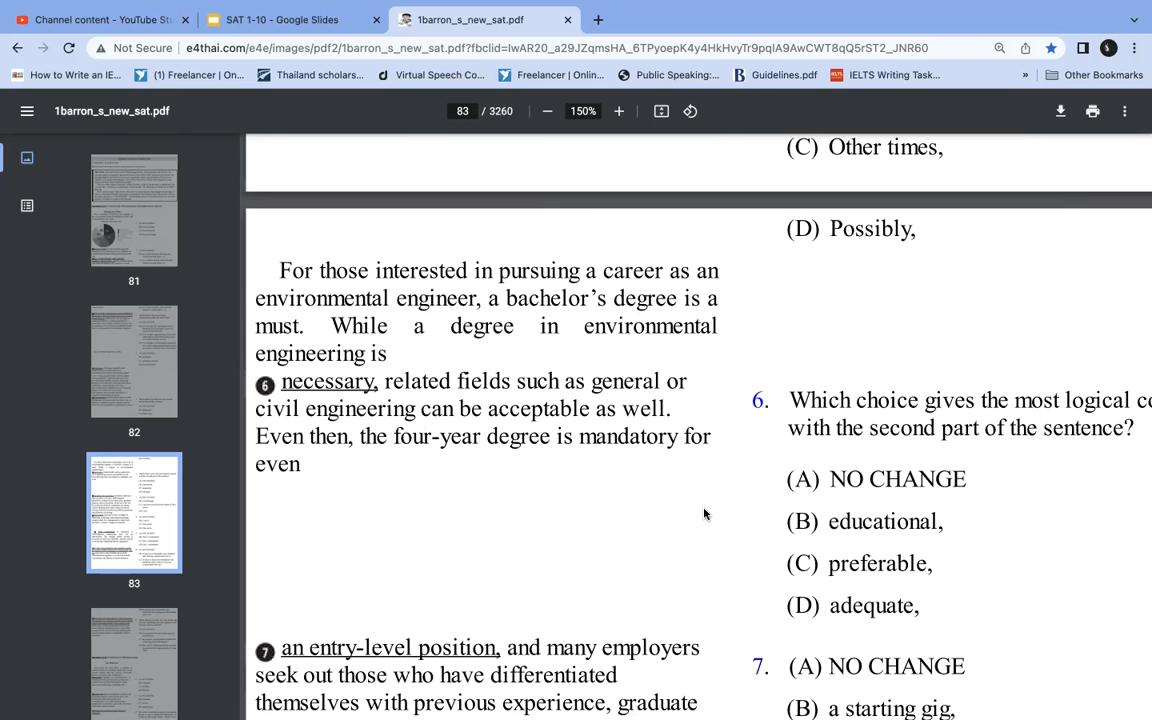 Channel content - YouTube Stu
SAT 1-10 - Google Slides
1barron_s_new_sat.pdf
Not Secure
e4thai.com/e4e/images/pdf2/1barron_s_new_sat.pdf?fbclid=IwAR20_a29JZqmsHA_6TPyoepK4y4HkHvyTr9pqIA9AwCWT8qQ5rST2_JNR60
How to Write an IE...
(1) Freelancer | On...
Thailand scholars...
Virtual Speech Co...
Freelancer | Onlin...
Public Speaking:...
Guidelines.pdf
IELTS Writing Task...
»
Other Bookmarks
1barron_s_new_sat.pdf
83 / 3260
150%
81
82
83
(C) Other times,
(D) Possibly,
For those interested in pursuing a career as an
environmental engineer, a bachelor’s degree is a
must. While a degree in environmental
engineering is
6 necessary, related fields such as general or
civil engineering can be acceptable as well.
Even then, the four-year degree is mandatory for
even
7 an entry-level position, and many employers
seek out those who have differentiated
themselves with previous experience, graduate
6. Which choice gives the most logical co
with the second part of the sentence?
(A) NO CHANGE
(B) educational,
(C) preferable,
(D) adequate,
7. (A) NO CHANGE
(B) a starting gig,